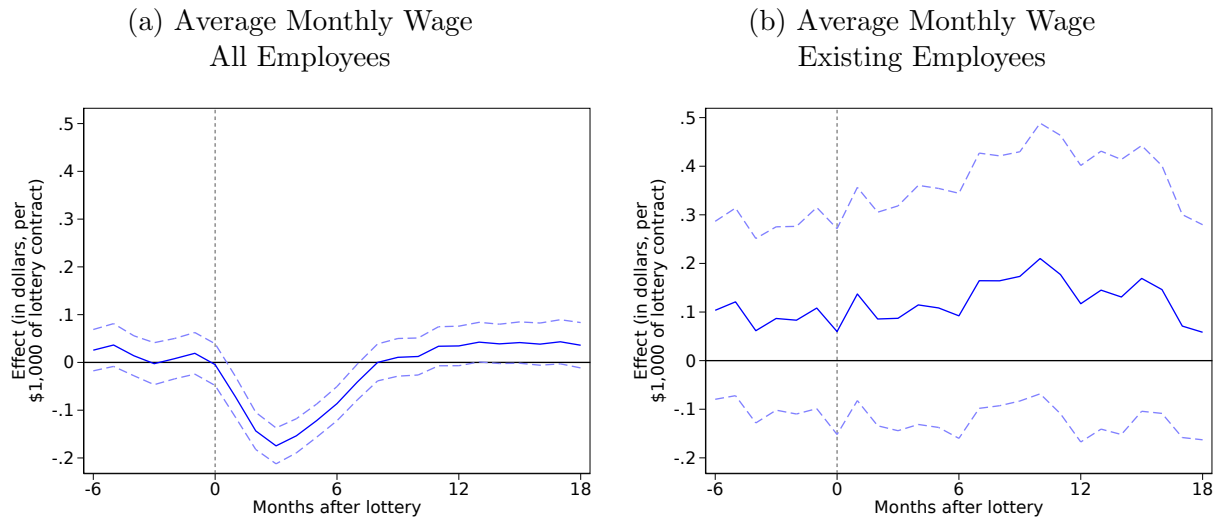 (a) Average Monthly Wage
All Employees
Effect (in dollars, per
$1,000 of lottery contract)
.5
.4
.3
.2
.1
0
-.1
-.2
-6
0
6
12
18
Months after lottery
(b) Average Monthly Wage
Existing Employees
Effect (in dollars, per
$1,000 of lottery contract)
.5
.4
.3
.2
.1
0
-.1
-.2
-6
0
6
12
18
Months after lottery